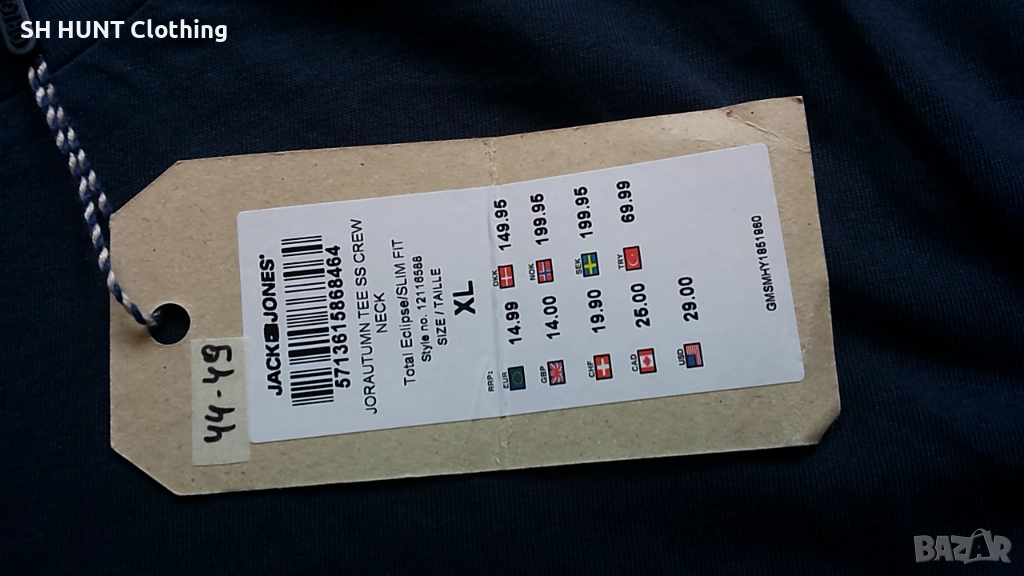 SH HUNT Clothing
44-49
JACK & JONES®
5713615868464
JORAUTUMN TEE SS CREW
NECK
Total Eclipse/SLIM FIT
Style no. 12116588
SIZE / TAILLE
XL
RRP:
EUR 14.99 DKK 149.95
GBP 14.00 NOK 199.95
CHF 19.90 SEK 199.95
CAD 25.00 TRY 69.99
USD 29.00
GMSMHY1851960
BAZAR